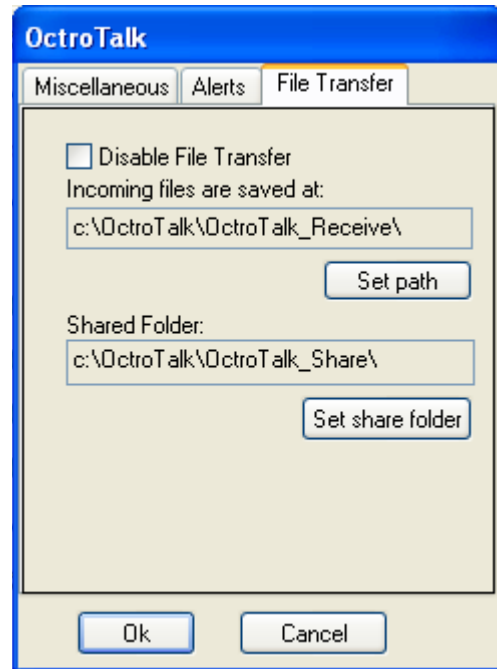 OctroTalk
Miscellaneous Alerts File Transfer
Disable File Transfer
Incoming files are saved at:
c:\OctroTalk\OctroTalk_Receive\
Set path
Shared Folder:
c:\OctroTalk\OctroTalk_Share\
Set share folder
Ok Cancel